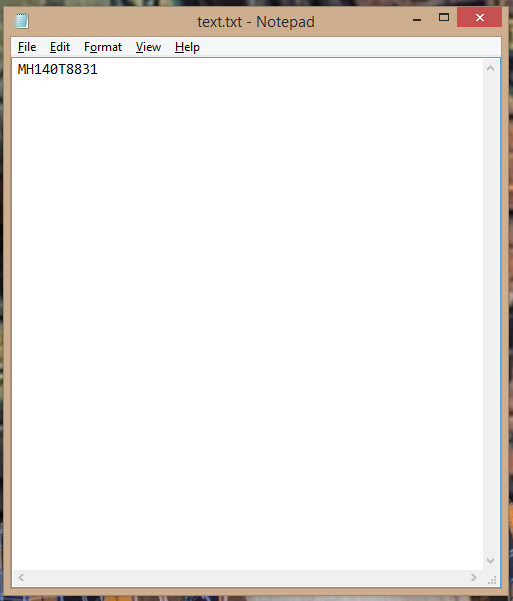 text.txt - Notepad
File Edit Format View Help
MH140T8831